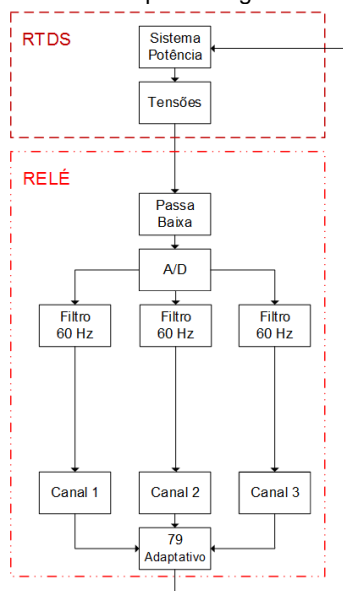 RTDS
Sistema
Potência
Tensões
RELÉ
Passa
Baixa
A/D
Filtro
60 Hz
Filtro
60 Hz
Filtro
60 Hz
Canal 1
Canal 2
Canal 3
79
Adaptativo